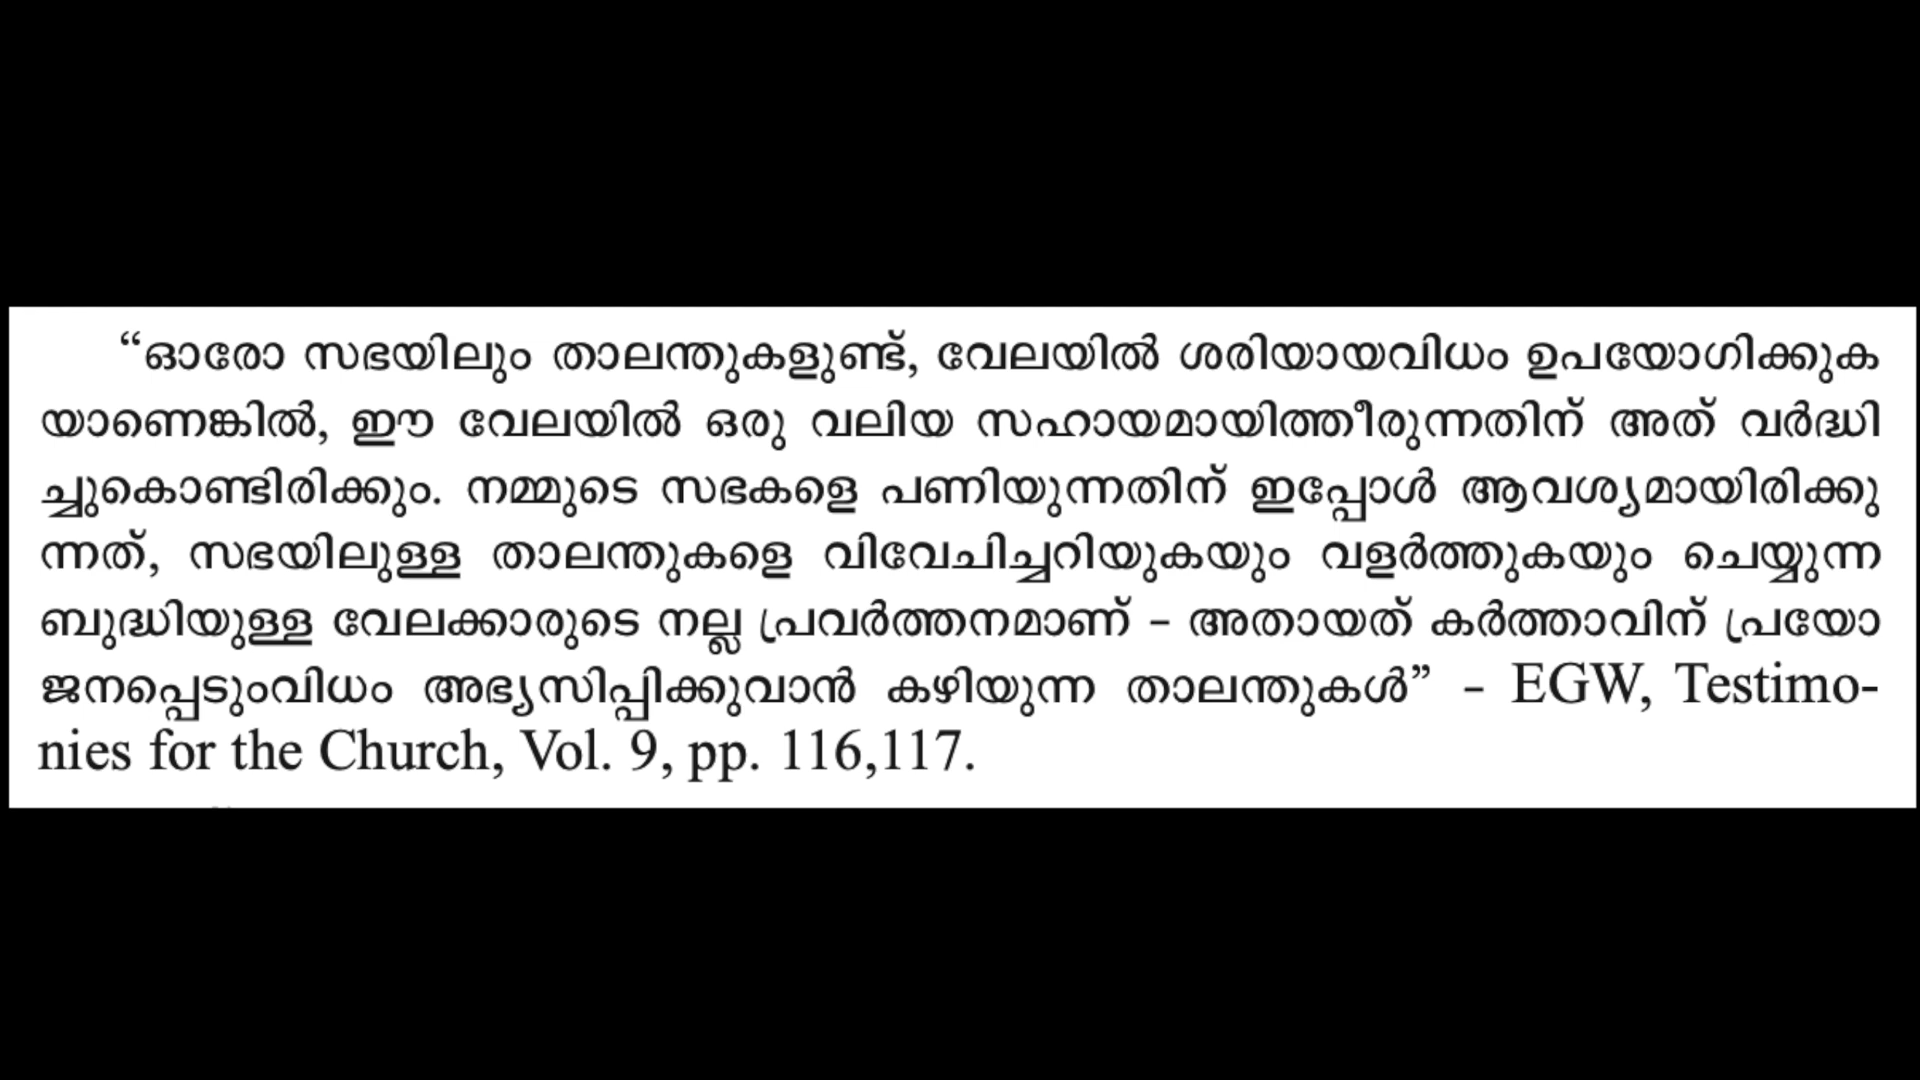 “ഓരോ സഭയിലും താലന്തുകളുണ്ട്, വേലയിൽ ശരിയായവിധം ഉപയോഗിക്കുക
യാണെങ്കിൽ, ഈ വേലയിൽ ഒരു വലിയ സഹായമായിത്തീരുന്നതിന് അത് വർദ്ധി
ച്ചുകൊണ്ടിരിക്കും. നമ്മുടെ സഭകളെ പണിയുന്നതിന് ഇപ്പോൾ ആവശ്യമായിരിക്കു
ന്നത്, സഭയിലുള്ള താലന്തുകളെ വിവേചിച്ചറിയുകയും വളർത്തുകയും ചെയ്യുന്ന
ബുദ്ധിയുള്ള വേലക്കാരുടെ നല്ല പ്രവർത്തനമാണ് – അതായത് കർത്താവിന് പ്രയോ
ജനപ്പെടുംവിധം അഭ്യസിപ്പിക്കുവാൻ കഴിയുന്ന താലന്തുകൾ” – EGW, Testimo-
nies for the Church, Vol. 9, pp. 116,117.